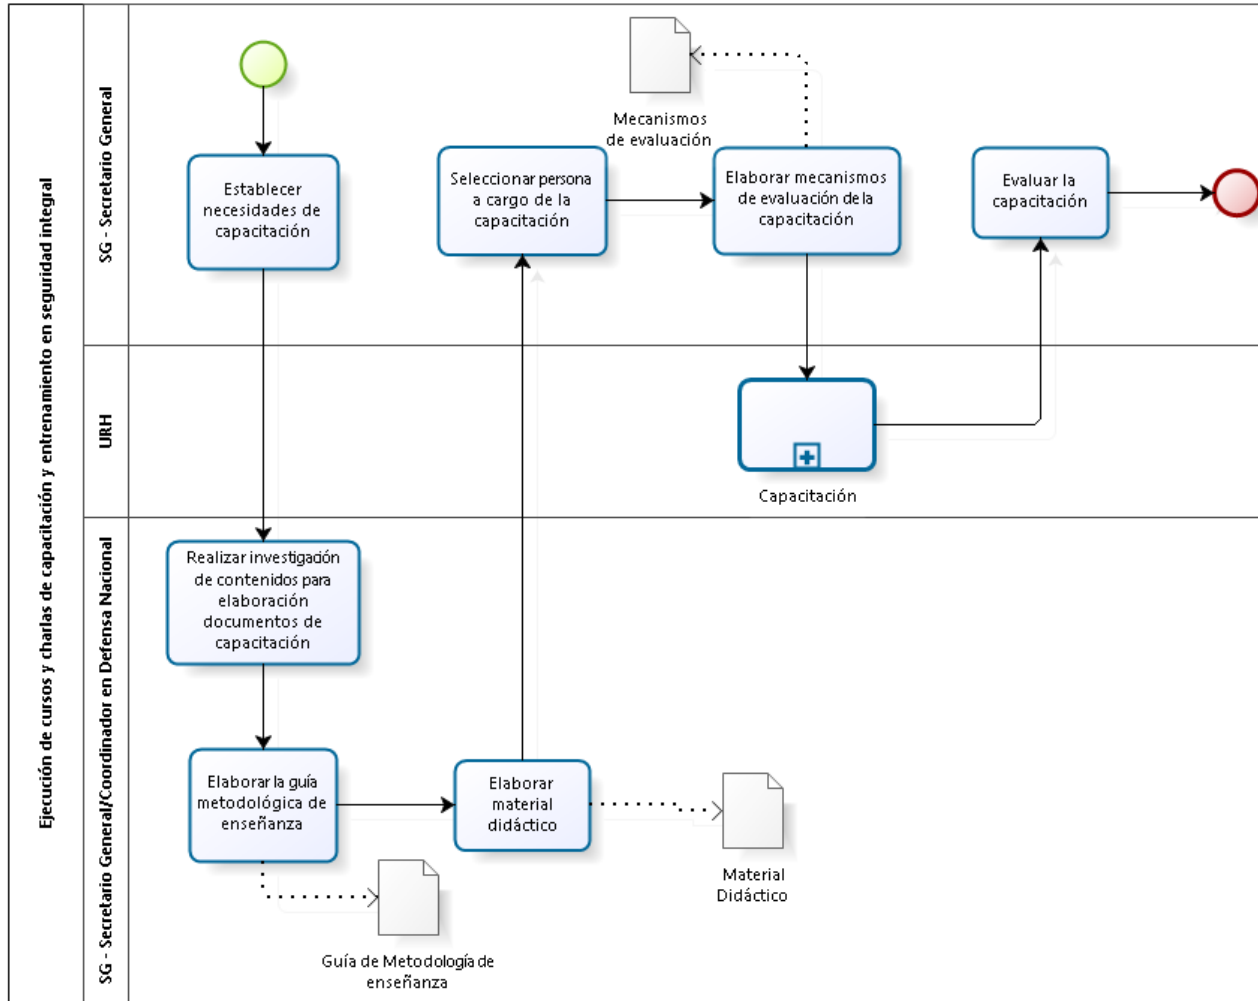 Ejecución de cursos y charlas de capacitación y entrenamiento en seguridad integral
SG - Secretario General
Establecer
necesidades de
capacitación
Seleccionar persona
a cargo de la
capacitación
Mecanismos
de evaluación
Elaborar mecanismos
de evaluación de la
capacitación
Evaluar la
capacitación
URH
Capacitación
SG - Secretario General/Coordinador en Defensa Nacional
Realizar investigación
de contenidos para
elaboración
documentos de
capacitación
Elaborar la guía
metodológica de
enseñanza
Elaborar
material
didáctico
Material
Didáctico
Guía de Metodología de
enseñanza